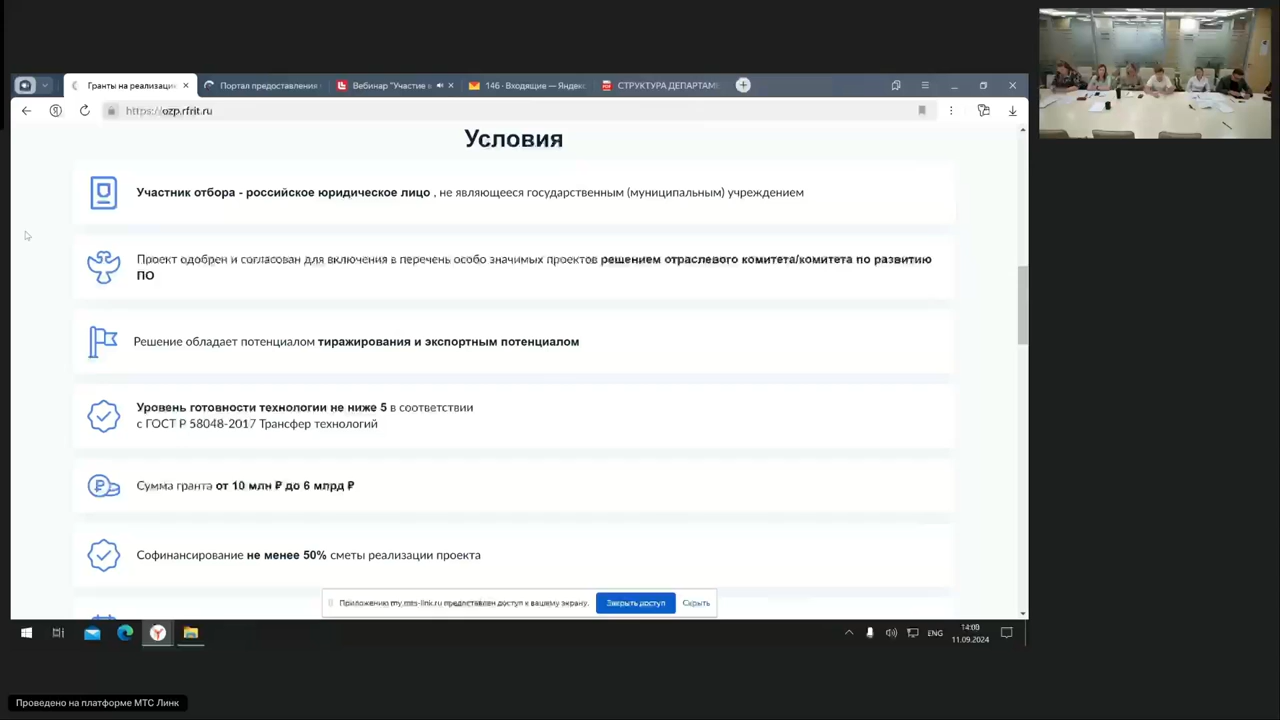 Гранты на реализаци
Портал предоставления
Вебинар "Участие в
146 · Входящие — Яндекс
СТРУКТУРА ДЕПАРТАМ
https://ozp.rfrit.ru
Условия
Участник отбора - российское юридическое лицо , не являющееся государственным (муниципальным) учреждением
Проект одобрен и согласован для включения в перечень особо значимых проектов решением отраслевого комитета/комитета по развитию
ПО
Решение обладает потенциалом тиражирования и экспортным потенциалом
Уровень готовности технологии не ниже 5 в соответствии
с ГОСТ Р 58048-2017 Трансфер технологий
Сумма гранта от 10 млн ₽ до 6 млрд ₽
Софинансирование не менее 50% сметы реализации проекта
Приложению my.mts-link.ru предоставлен доступ к вашему экрану.
Закрыть доступ
Скрыть
ENG
14:09
11.09.2024
Проведено на платформе МТС Линк